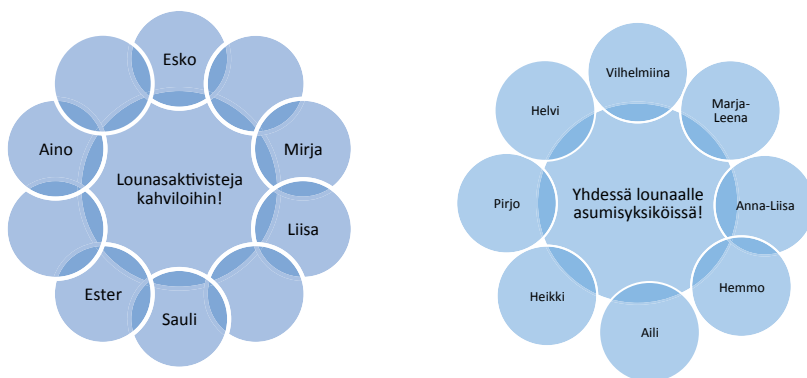 Esko
Aino
Mirja
Lounasaktivisteja
kahviloihin!
Liisa
Ester
Sauli
Vilhelmiina
Helvi
Marja-
Leena
Pirjo
Yhdessä lounaalle
asumisyksiköissä!
Anna-Liisa
Heikki
Hemmo
Aili